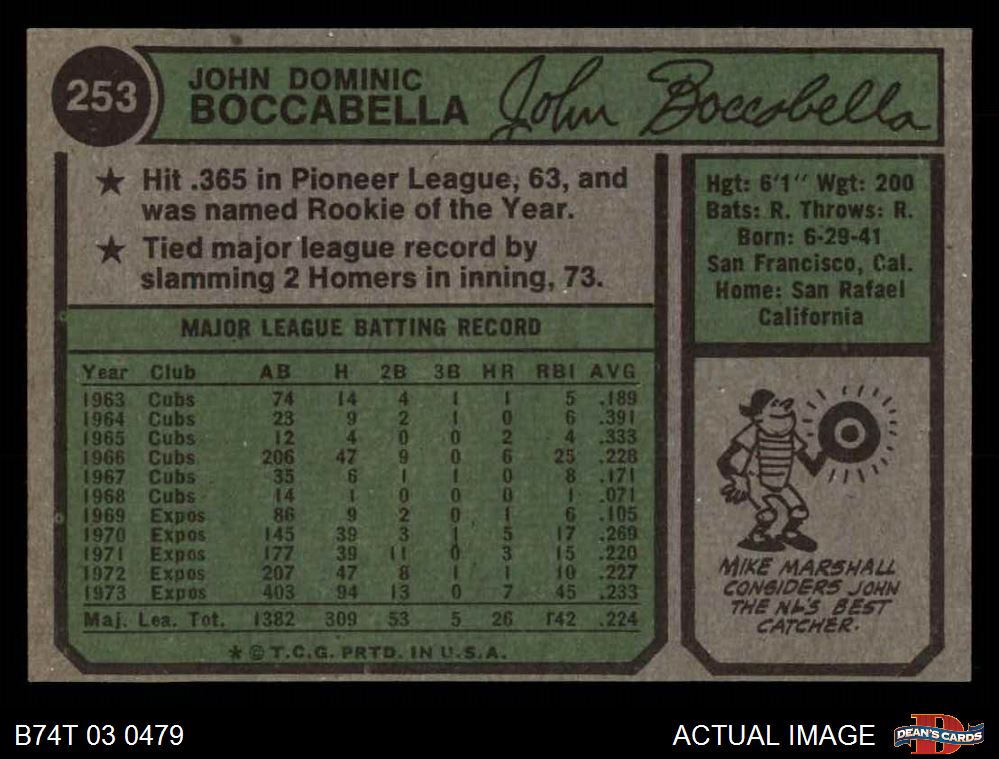 253
JOHN DOMINIC
BOCCABELLA
John Boccabella
★ Hit .365 in Pioneer League, 63, and
was named Rookie of the Year.
★ Tied major league record by
slamming 2 Homers in inning, 73.
MAJOR LEAGUE BATTING RECORD
Year Club AB H 2B 3B HR RBI AVG
1963 Cubs 74 14 4 1 1 5 .189
1964 Cubs 23 9 2 1 0 6 .391
1965 Cubs 12 4 0 0 2 4 .333
1966 Cubs 206 47 9 0 6 25 .228
1967 Cubs 35 6 1 1 0 8 .171
1968 Cubs 14 1 0 0 0 1 .071
1969 Expos 86 9 2 0 1 6 .105
1970 Expos 145 39 3 1 5 17 .269
1971 Expos 177 39 11 0 3 15 .220
1972 Expos 207 47 8 1 1 10 .227
1973 Expos 403 94 13 0 7 45 .233
Maj. Lea. Tot. 1382 309 53 5 26 142 .224
★ © T.C.G. PRTD. IN U.S.A.
Hgt: 6'1" Wgt: 200
Bats: R. Throws: R.
Born: 6-29-41
San Francisco, Cal.
Home: San Rafael
California
MIKE MARSHALL
CONSIDERS JOHN
THE NL'S BEST
CATCHER.
B74T 03 0479
ACTUAL IMAGE
DEAN'S CARDS